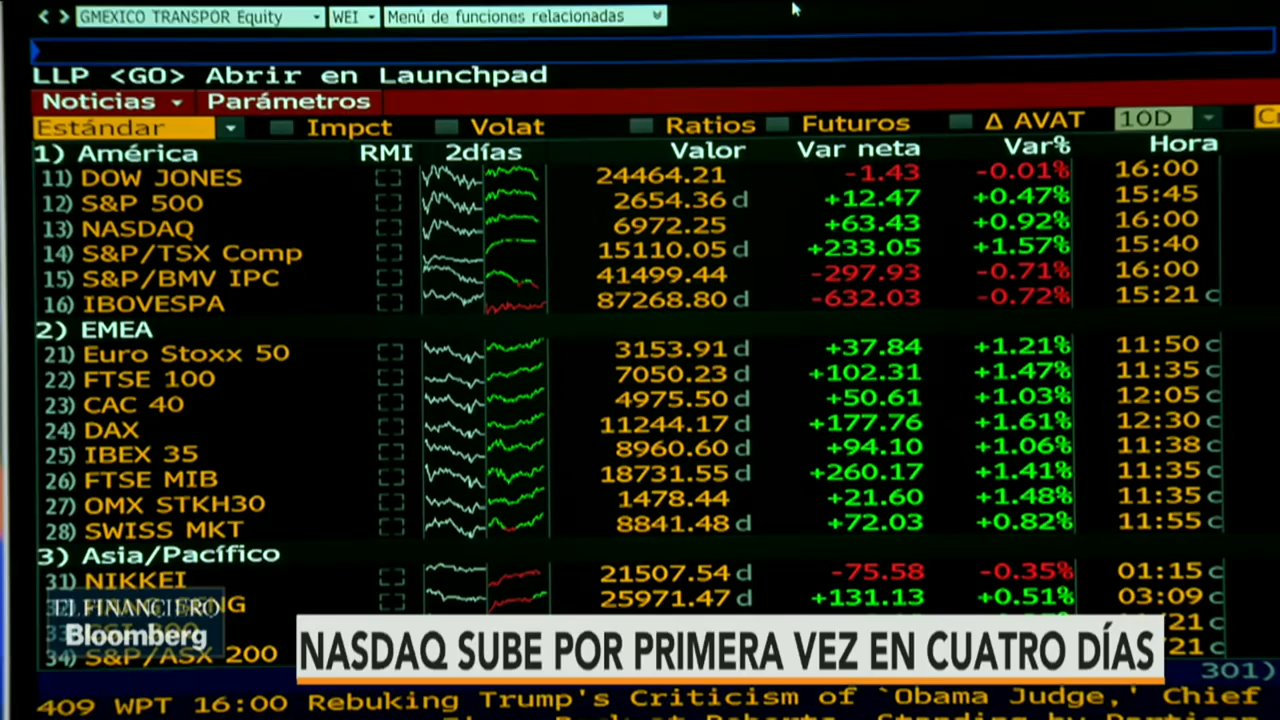 GMEXICO TRANSPOR Equity WEI Menú de funciones relacionadas
LLP <GO> Abrir en Launchpad
Noticias Parámetros
Estándar Impct Volat Ratios Futuros Δ AVAT 10D
1) América RMI 2días Valor Var neta Var% Hora
11) DOW JONES 24464.21 -1.43 -0.01% 16:00
12) S&P 500 2654.36 d +12.47 +0.47% 15:45
13) NASDAQ 6972.25 +63.43 +0.92% 16:00
14) S&P/TSX Comp 15110.05 d +233.05 +1.57% 15:40
15) S&P/BMV IPC 41499.44 -297.93 -0.71% 16:00
16) IBOVESPA 87268.80 d -632.03 -0.72% 15:21 c
2) EMEA
21) Euro Stoxx 50 3153.91 d +37.84 +1.21% 11:50 c
22) FTSE 100 7050.23 d +102.31 +1.47% 11:35 c
23) CAC 40 4975.50 d +50.61 +1.03% 12:05 c
24) DAX 11244.17 d +177.76 +1.61% 12:30 c
25) IBEX 35 8960.60 d +94.10 +1.06% 11:38 c
26) FTSE MIB 18731.55 d +260.17 +1.41% 11:35 c
27) OMX STKH30 1478.44 +21.60 +1.48% 11:35 c
28) SWISS MKT 8841.48 d +72.03 +0.82% 11:55 c
3) Asia/Pacífico
31) NIKKEI 21507.54 d -75.58 -0.35% 01:15 c
25971.47 d +131.13 +0.51% 03:09 c
EL FINANCIERO
Bloomberg
34) S&P/ASX 200
NASDAQ SUBE POR PRIMERA VEZ EN CUATRO DÍAS
301)
409 WPT 16:00 Rebuking Trump's Criticism of `Obama Judge,' Chief